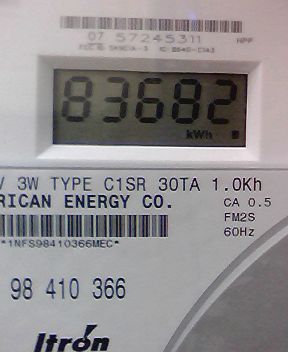 07 57245311
83682
kWh
V 3W TYPE C1SR 30TA 1.0Kh
RICAN ENERGY CO. CA 0.5
FM2S
*1NFS98410366MEC* 60Hz
98 410 366
Itron